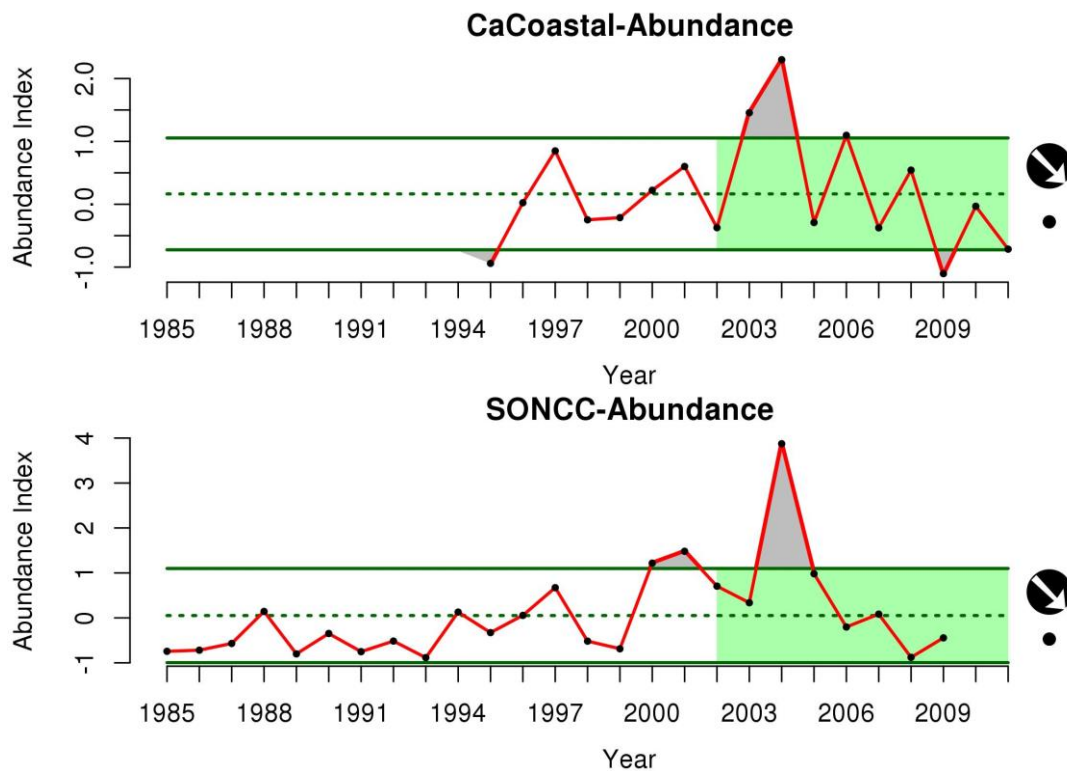 CaCoastal-Abundance
Abundance Index
2.0
1.0
0.0
-1.0
1985 1988 1991 1994 1997 2000 2003 2006 2009
Year
SONCC-Abundance
Abundance Index
4
3
2
1
0
-1
1985 1988 1991 1994 1997 2000 2003 2006 2009
Year